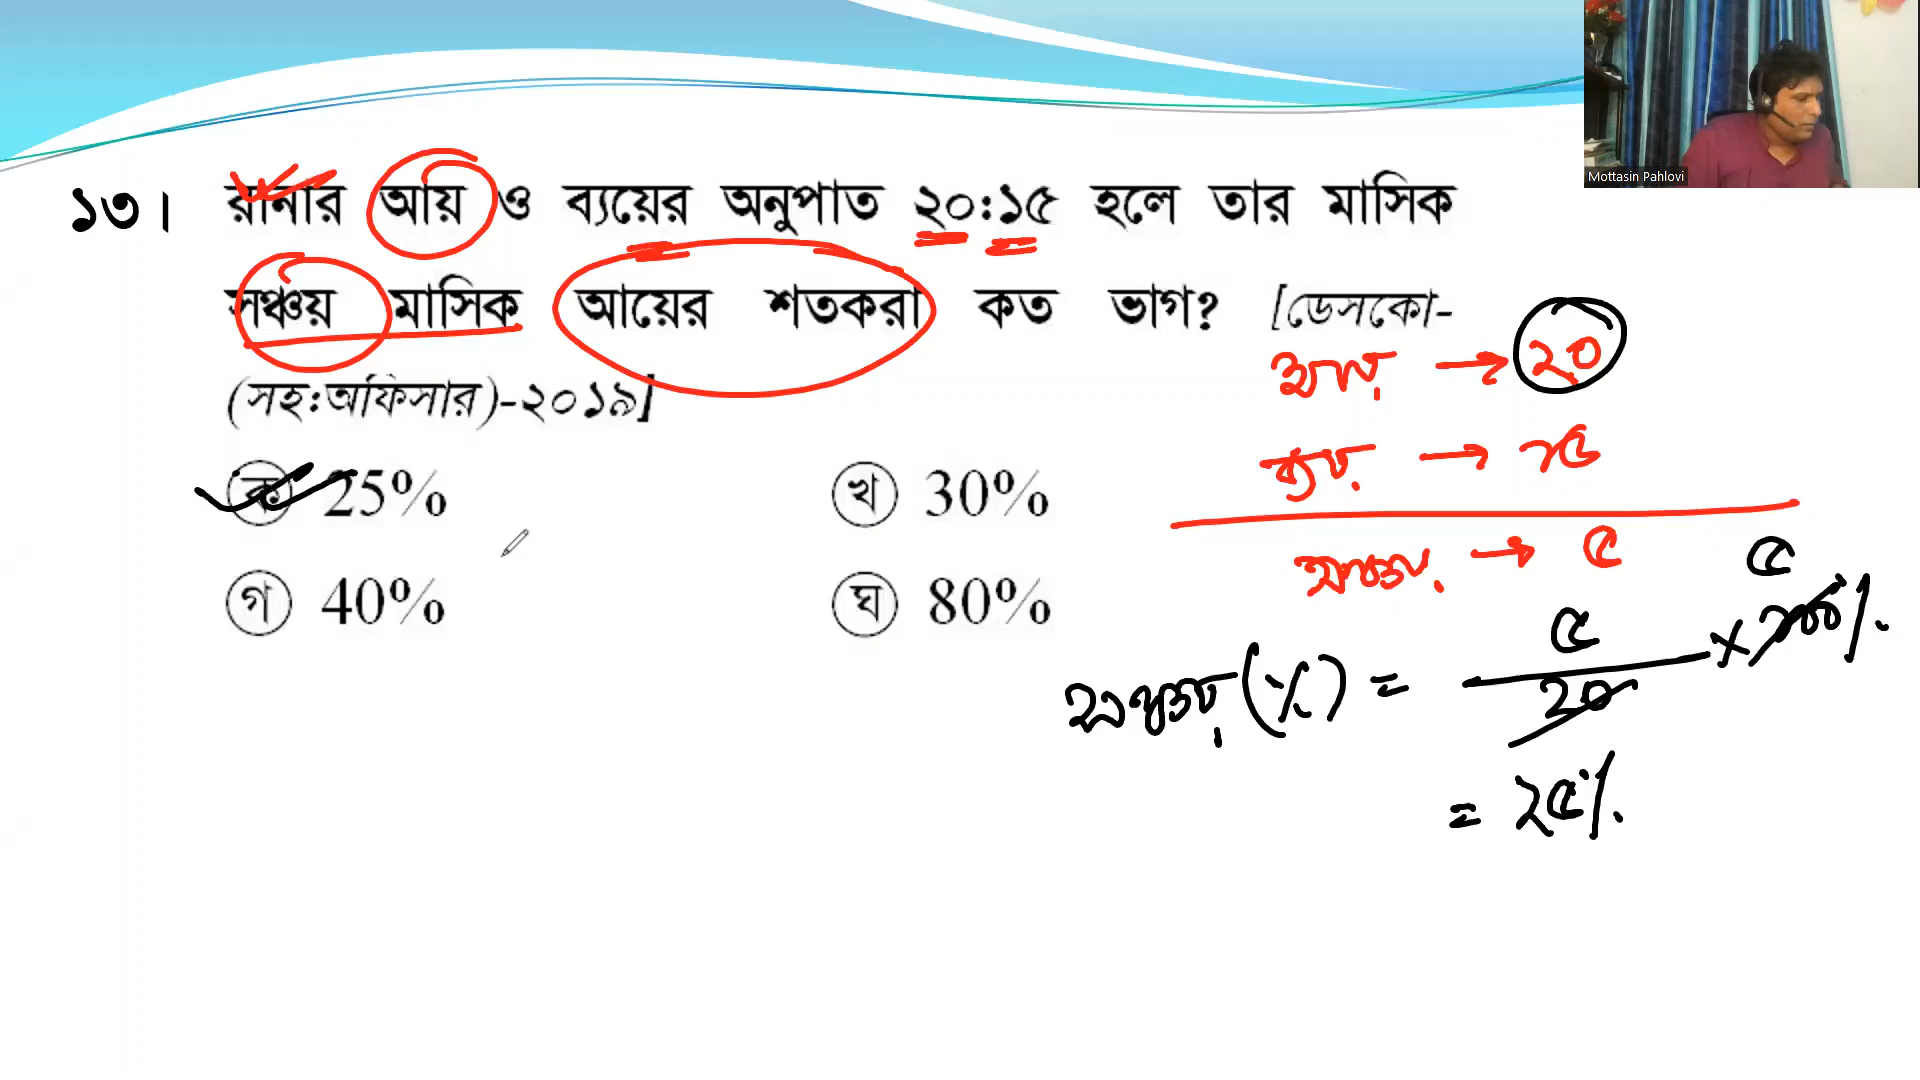 Mottasin Pahlovi
১৩। রানার আয় ও ব্যয়ের অনুপাত ২০:১৫ হলে তার মাসিক
সঞ্চয় মাসিক আয়ের শতকরা কত ভাগ? [ডেসকো-
(সহঃঅফিসার)-২০১৯]
ক 25% খ 30%
গ 40% ঘ 80%
আয় → ২০
ব্যয় → ১৫
সঞ্চয় → ৫
৫
৫
সঞ্চয় (%) = ― × ১০০%
২০
= ২৫%